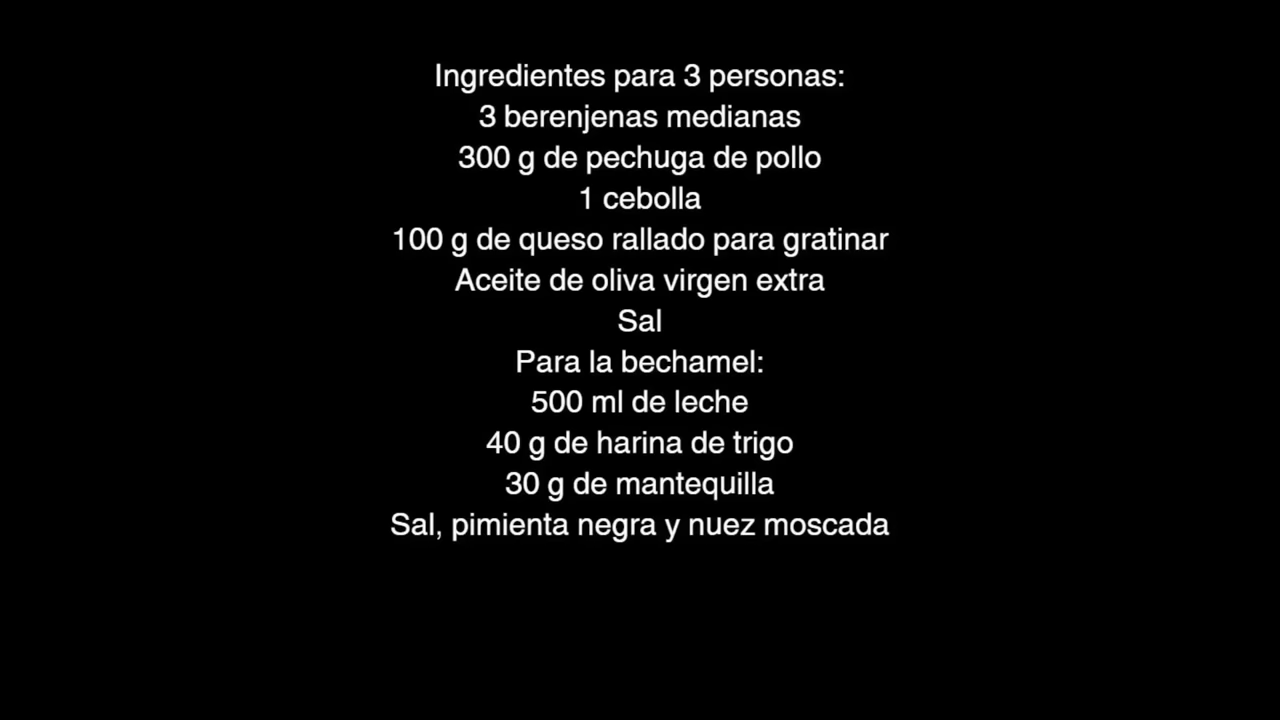 Ingredientes para 3 personas:
3 berenjenas medianas
300 g de pechuga de pollo
1 cebolla
100 g de queso rallado para gratinar
Aceite de oliva virgen extra
Sal
Para la bechamel:
500 ml de leche
40 g de harina de trigo
30 g de mantequilla
Sal, pimienta negra y nuez moscada